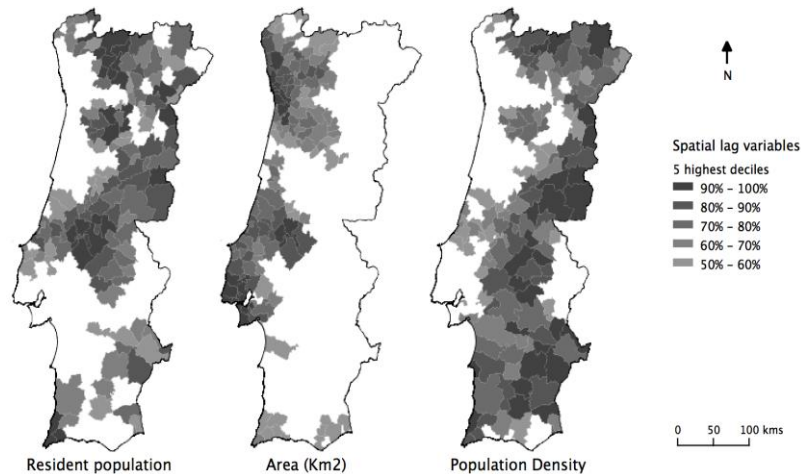 N
Spatial lag variables
5 highest deciles
90% - 100%
80% - 90%
70% - 80%
60% - 70%
50% - 60%
0 50 100 kms
Resident population
Area (Km2)
Population Density